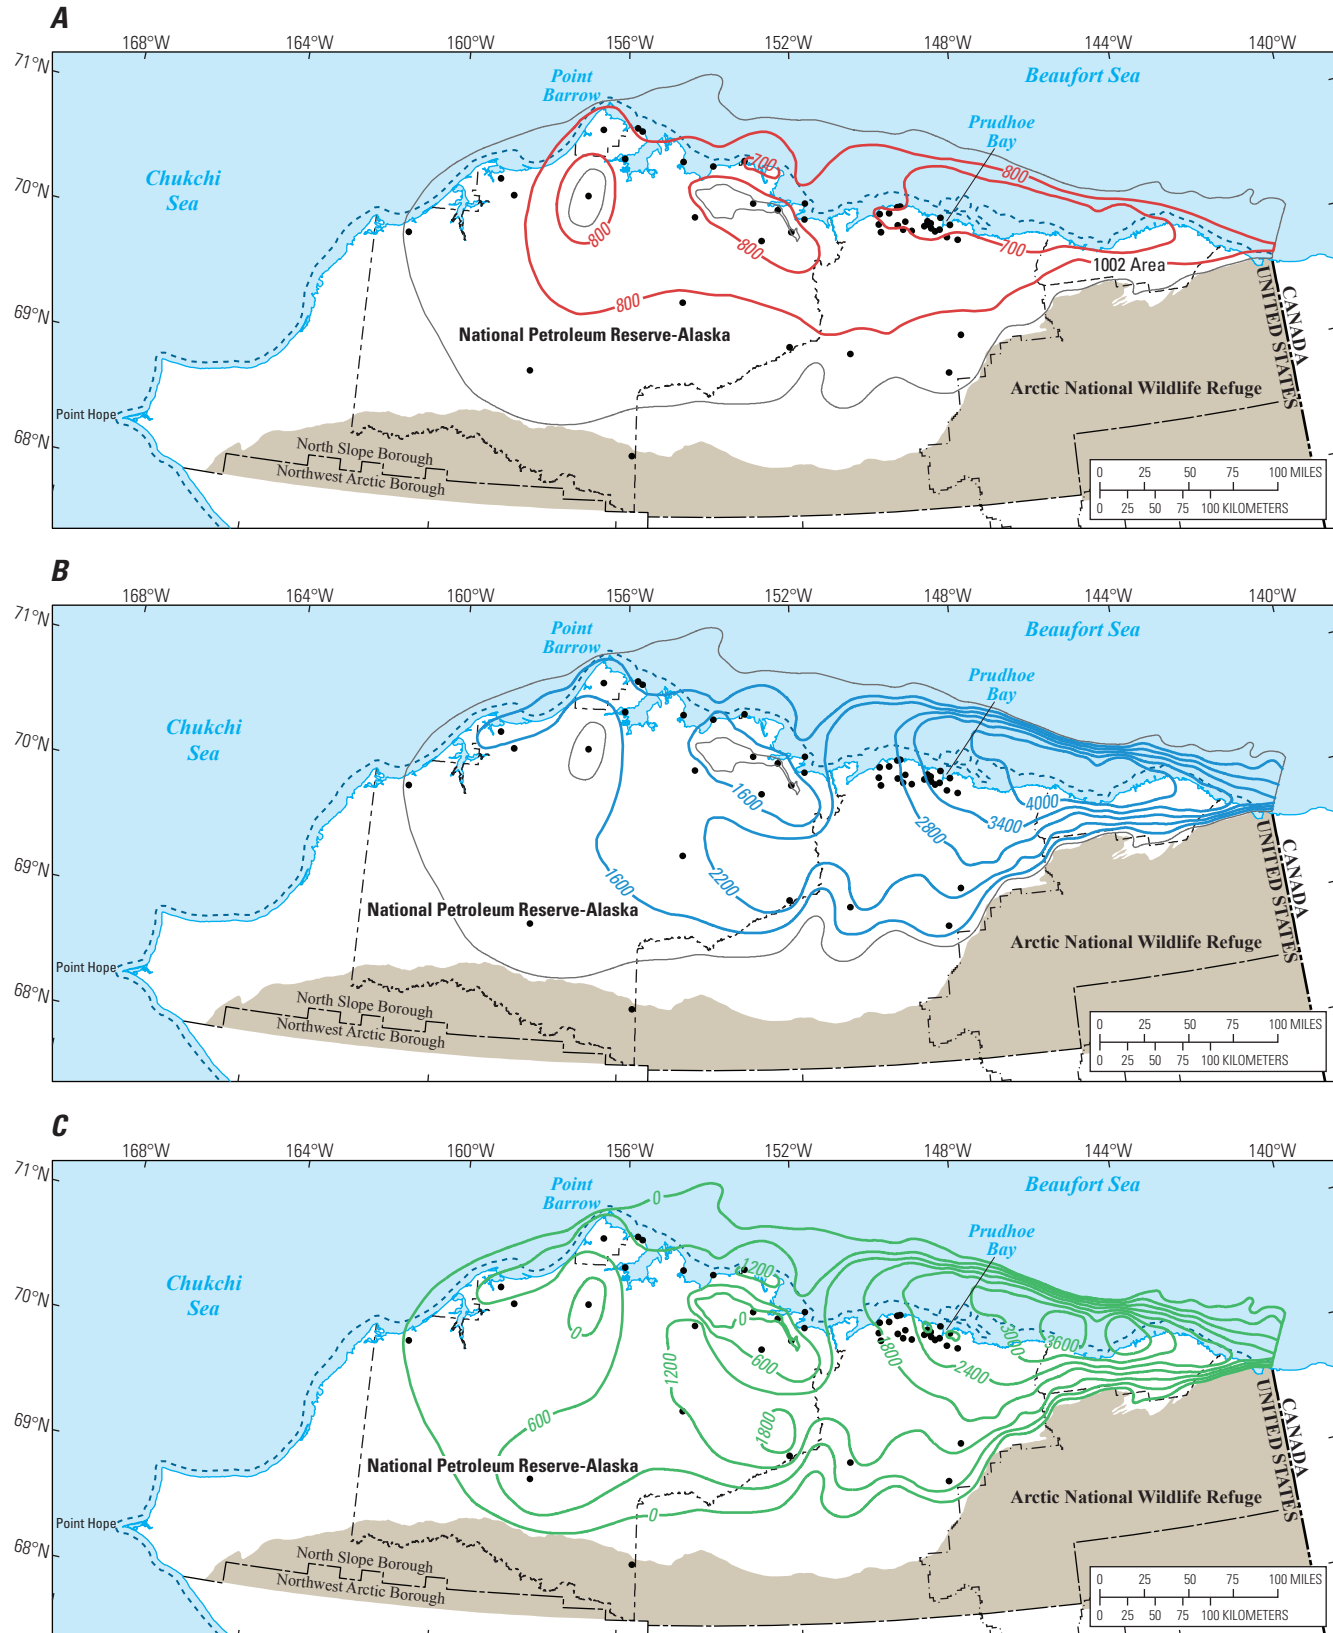 A
168°W 164°W 160°W 156°W 152°W 148°W 144°W 140°W
71°N
Point
Barrow
Beaufort Sea
Prudhoe
Bay
Chukchi
Sea
70°N
700
800
800
800
700
1002 Area
800
69°N
National Petroleum Reserve-Alaska
CANADA
UNITED STATES
Arctic National Wildlife Refuge
Point Hope
68°N
North Slope Borough
Northwest Arctic Borough
0 25 50 75 100 MILES
0 25 50 75 100 KILOMETERS
B
168°W 164°W 160°W 156°W 152°W 148°W 144°W 140°W
71°N
Point
Barrow
Beaufort Sea
Prudhoe
Bay
Chukchi
Sea
70°N
1600
4000
3400
2800
69°N
1600
2200
National Petroleum Reserve-Alaska
CANADA
UNITED STATES
Arctic National Wildlife Refuge
Point Hope
68°N
North Slope Borough
Northwest Arctic Borough
0 25 50 75 100 MILES
0 25 50 75 100 KILOMETERS
C
168°W 164°W 160°W 156°W 152°W 148°W 144°W 140°W
71°N
Point
Barrow
0
Beaufort Sea
Prudhoe
Bay
Chukchi
Sea
1200
70°N
0
0
3000
3600
1800
600
2400
1200
600
1800
69°N
National Petroleum Reserve-Alaska
CANADA
UNITED STATES
Arctic National Wildlife Refuge
0
Point Hope
68°N
North Slope Borough
Northwest Arctic Borough
0 25 50 75 100 MILES
0 25 50 75 100 KILOMETERS